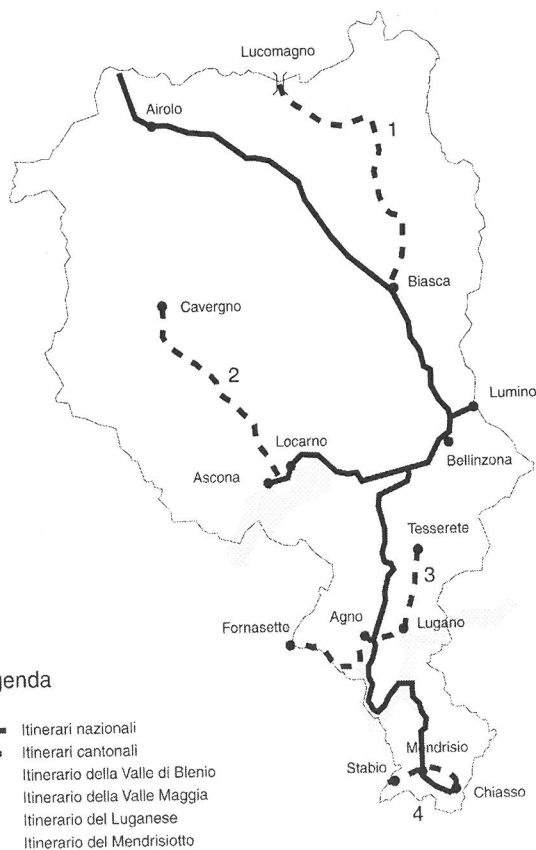 Lucomagno
Airolo
1
Biasca
Cavergno
2
Lumino
Locarno
Bellinzona
Ascona
Tesserete
3
Agno
Lugano
Fornasette
genda
Itinerari nazionali
Itinerari cantonali
Itinerario della Valle di Blenio
Itinerario della Valle Maggia
Itinerario del Luganese
Itinerario del Mendrisiotto
Mendrisio
Stabio
Chiasso
4